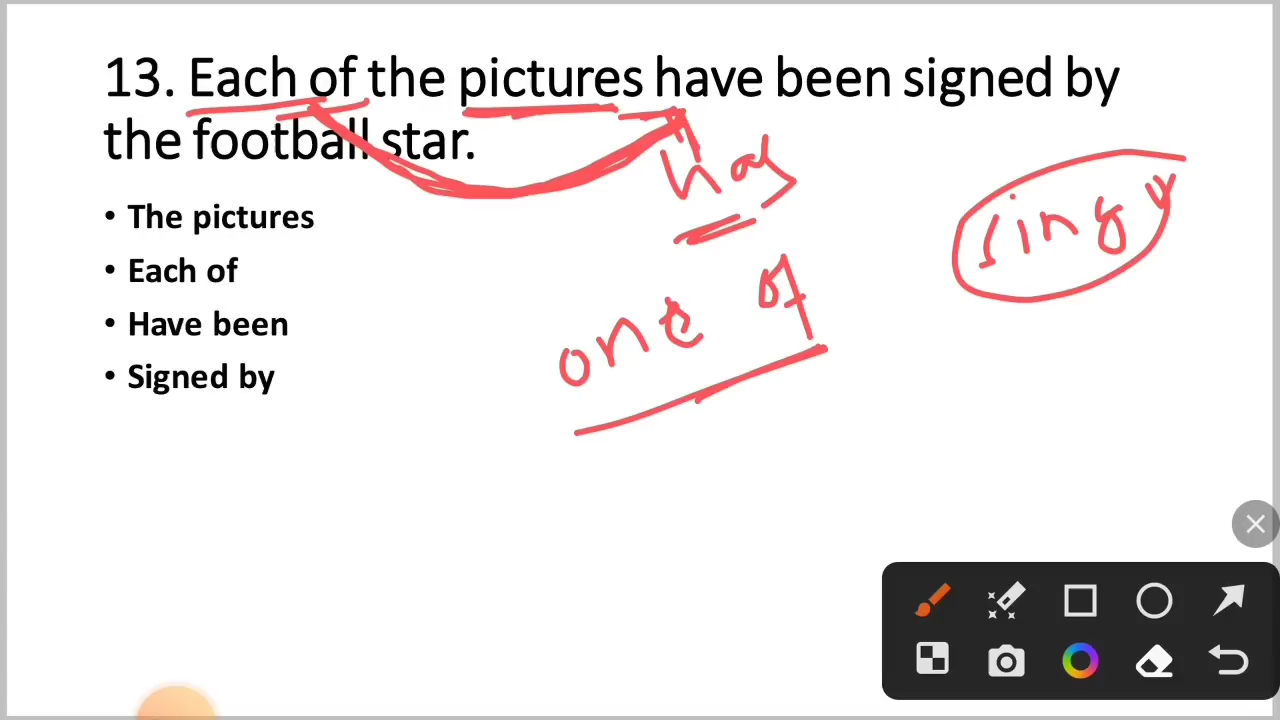 13. Each of the pictures have been signed by
the football star.
has
sing v
• The pictures
• Each of
one of
• Have been
• Signed by